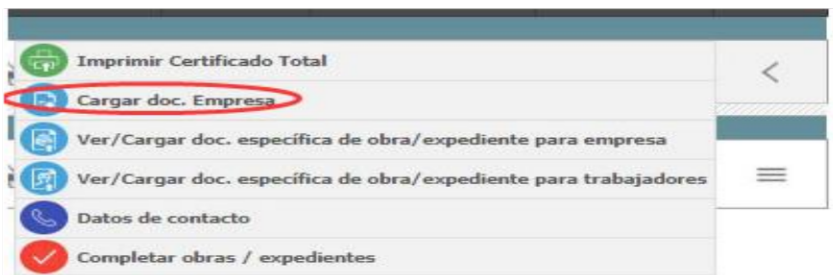 Imprimir Certificado Total
Cargar doc. Empresa
Ver/Cargar doc. específica de obra/expediente para empresa
Ver/Cargar doc. específica de obra/expediente para trabajadores
Datos de contacto
Completar obras / expedientes